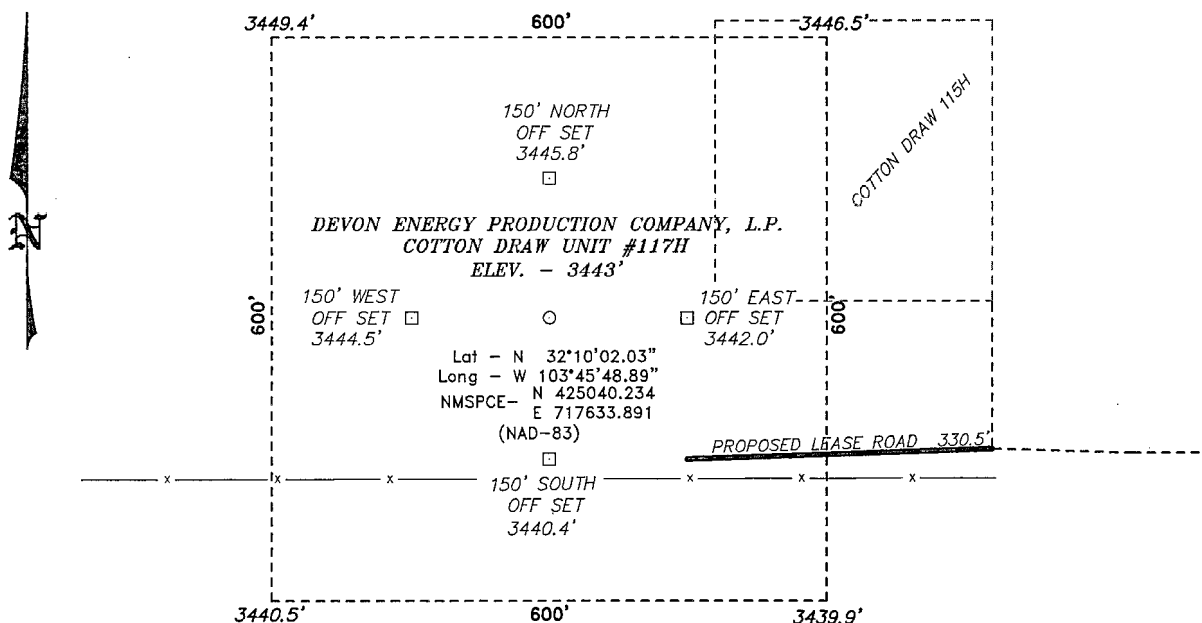 3449.4'
600'
3446.5'
COTTON DRAW 115H
150' NORTH
OFF SET
3445.8'
N
DEVON ENERGY PRODUCTION COMPANY, L.P.
COTTON DRAW UNIT #117H
ELEV. - 3443'
600'
150' WEST
OFF SET
3444.5'
150' EAST
OFF SET
3442.0'
600'
Lat - N 32°10'02.03"
Long - W 103°45'48.89"
NMSPCE- N 425040.234
E 717633.891
(NAD-83)
PROPOSED LEASE ROAD 330.5'
x x x x x x
150' SOUTH
OFF SET
3440.4'
3440.5'
600'
3439.9'